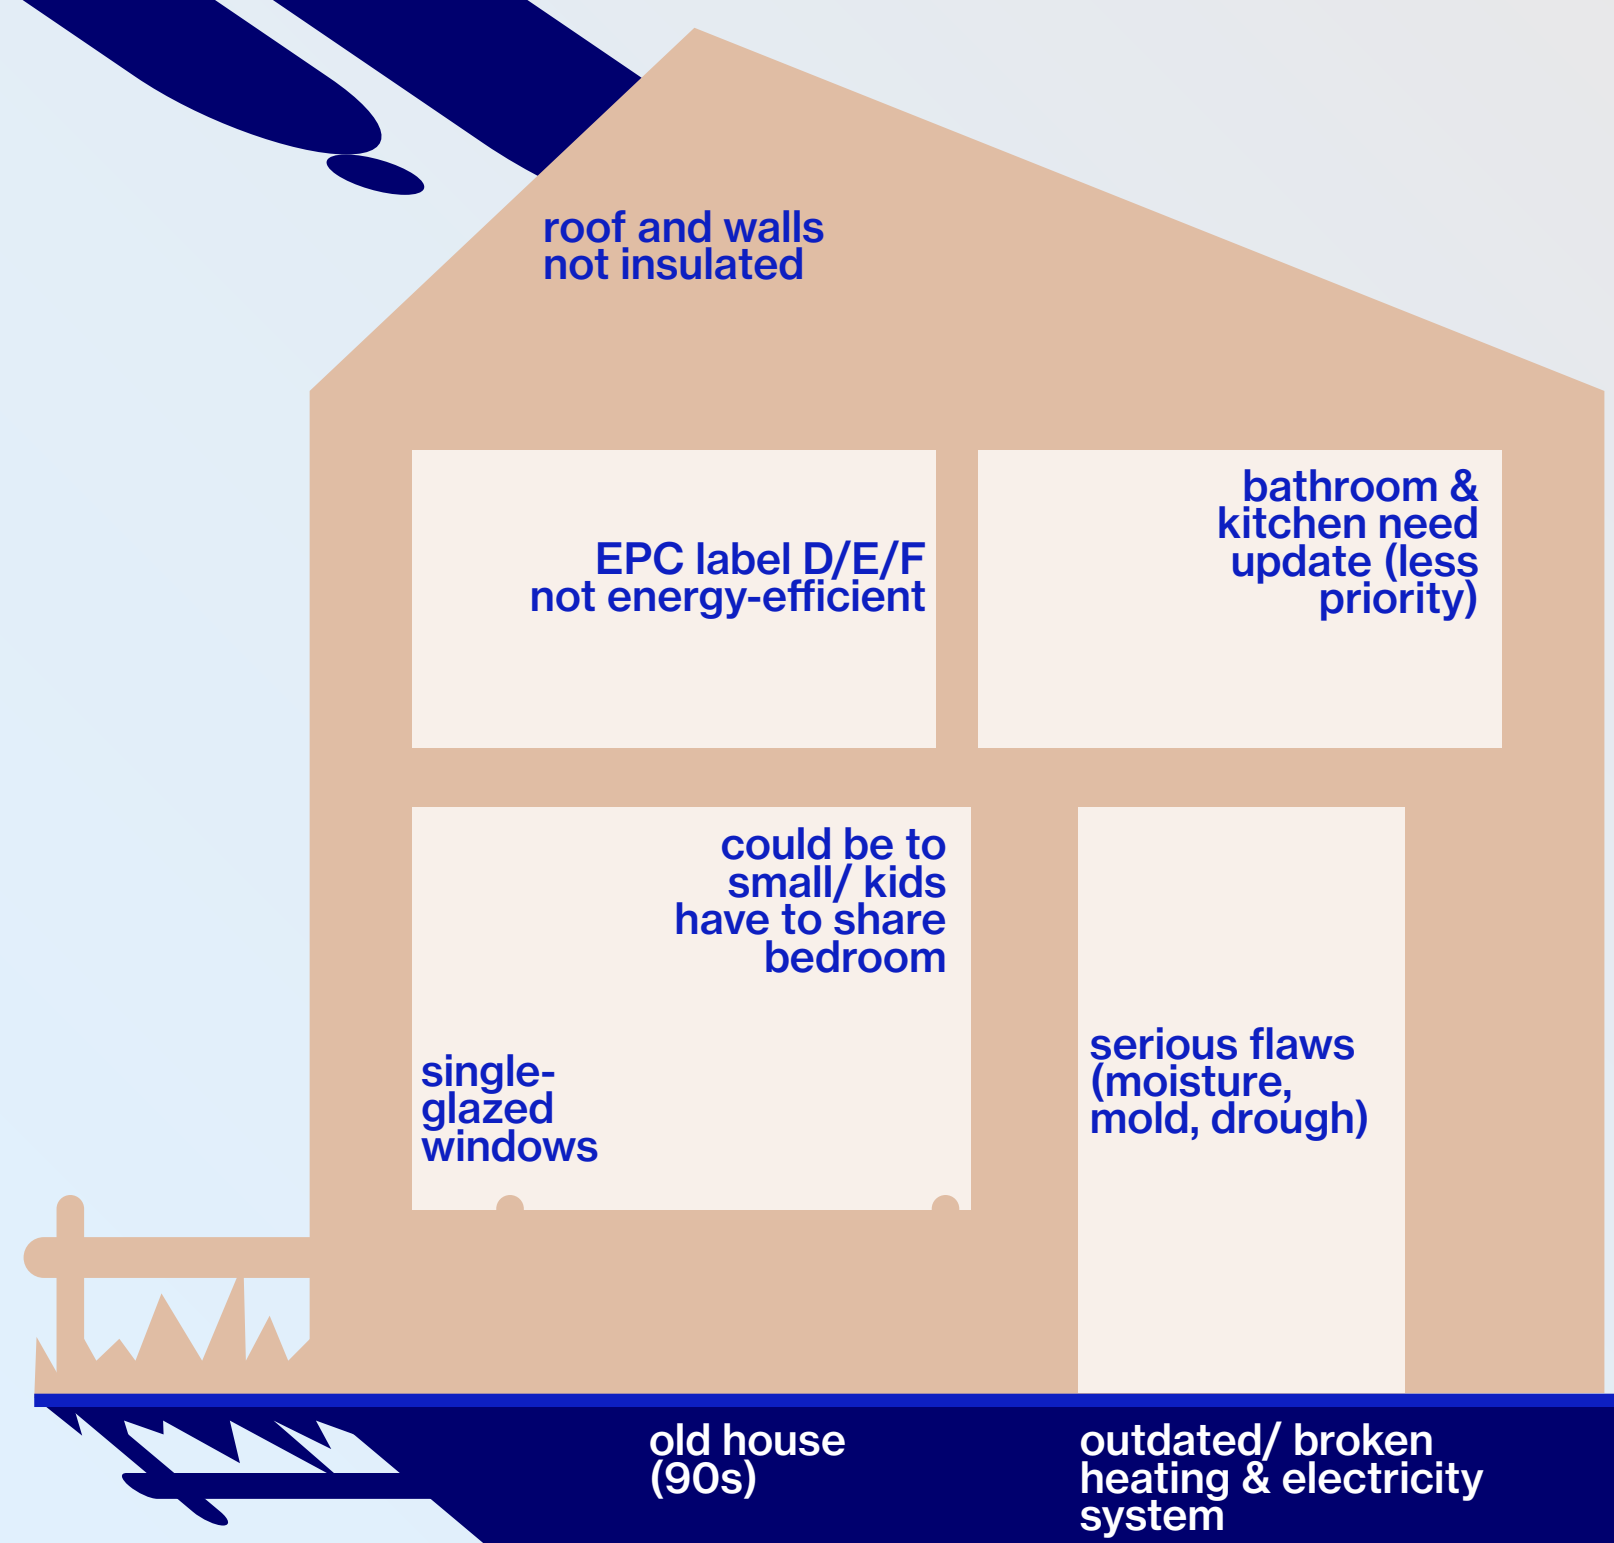 roof and walls
not insulated
EPC label D/E/F
not energy-efficient
bathroom &
kitchen need
update (less
priority)
could be to
small/ kids
have to share
bedroom
single-
glazed
windows
serious flaws
(moisture,
mold, drough)
old house
(90s)
outdated/ broken
heating & electricity
system